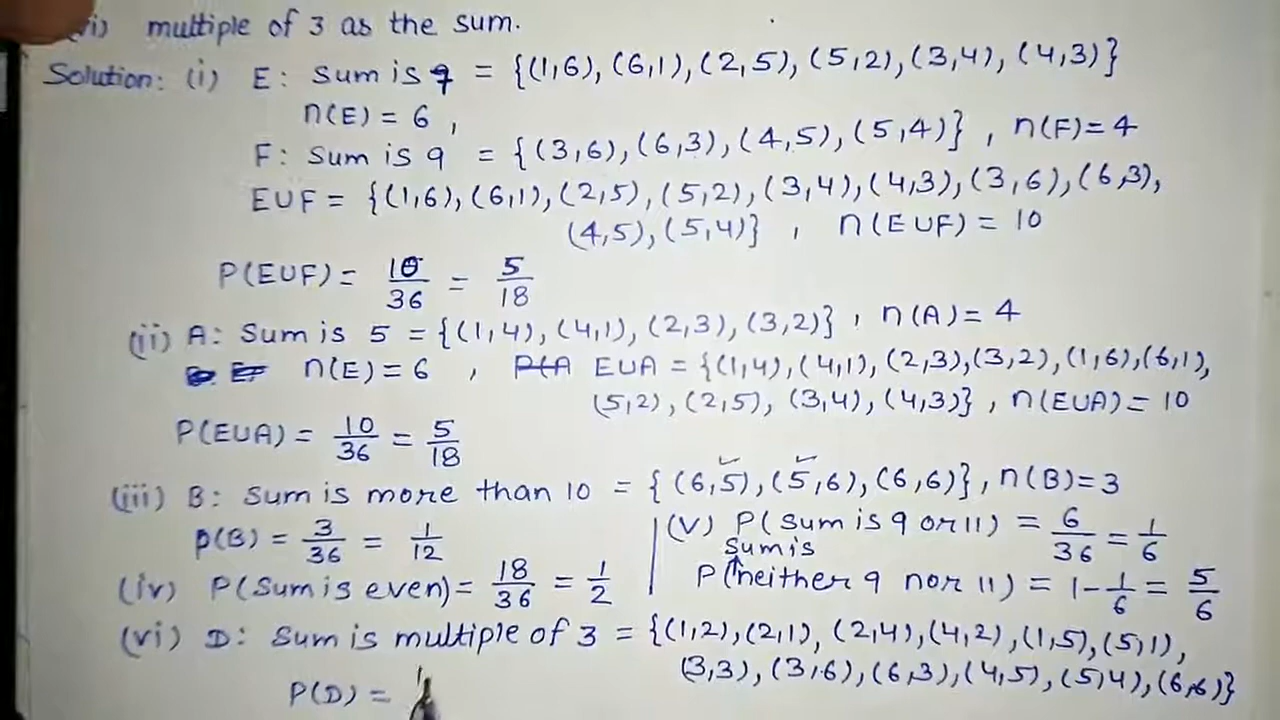 vi) multiple of 3 as the sum.
Solution: (i) E: Sum is 7 = {(1,6), (6,1), (2,5), (5,2), (3,4), (4,3)}
n(E) = 6 ,
F: Sum is 9 = {(3,6), (6,3), (4,5), (5,4)} , n(F)=4
EUF = {(1,6), (6,1), (2,5), (5,2), (3,4), (4,3), (3,6), (6,3),
(4,5), (5,4)} , n(EUF) = 10
P(EUF) = 10/36 = 5/18
(ii) A: Sum is 5 = {(1,4), (4,1), (2,3), (3,2)} , n(A) = 4
n(E) = 6 , P(A EUA = {(1,4), (4,1), (2,3), (3,2), (1,6), (6,1),
(5,2), (2,5), (3,4), (4,3)} , n(EUA) = 10
P(EUA) = 10/36 = 5/18
(iii) B: Sum is more than 10 = { (6,5), (5,6), (6,6)}, n(B)=3
P(B) = 3/36 = 1/12
(iv) P(Sum is even) = 18/36 = 1/2
(V) P(Sum is 9 or 11) = 6/36 = 1/6
Sum is
P(neither 9 nor 11) = 1-1/6 = 5/6
(vi) D: Sum is multiple of 3 = {(1,2), (2,1), (2,4), (4,2), (1,5), (5,1),
(3,3), (3,6), (6,3), (4,5), (5,4), (6,6)}
P(D) =